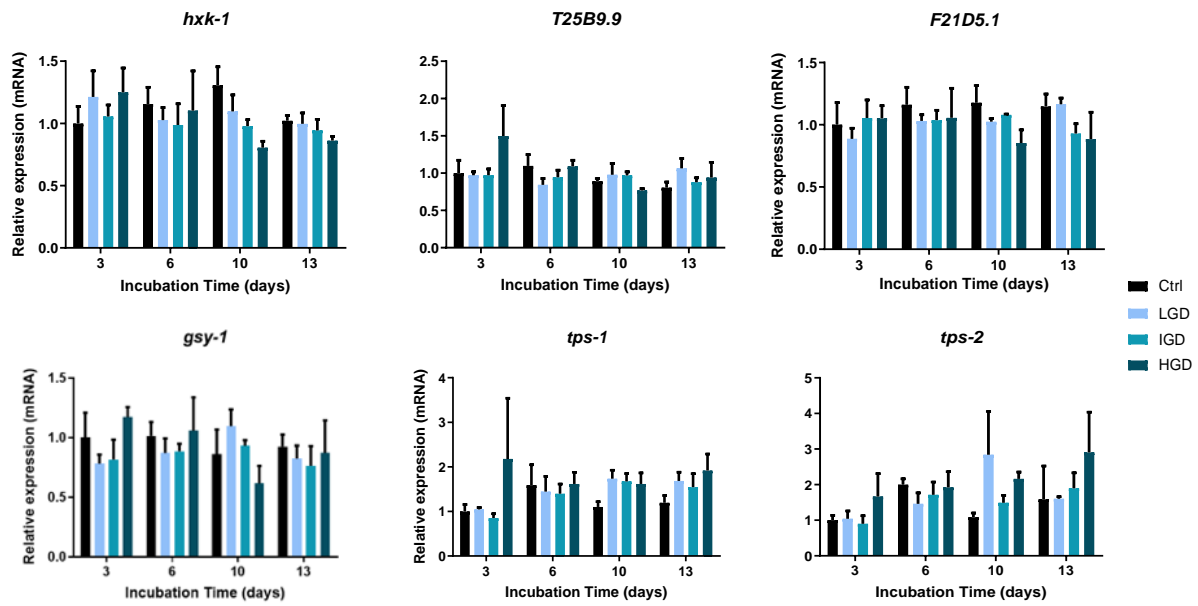 hxk-1
T25B9.9
F21D5.1
Relative expression (mRNA)
1.5
1.0
0.5
0.0
3 6 10 13
Incubation Time (days)
Relative expression (mRNA)
2.5
2.0
1.5
1.0
0.5
0.0
3 6 10 13
Incubation Time (days)
Relative expression (mRNA)
1.5
1.0
0.5
0.0
3 6 10 13
Incubation Time (days)
Ctrl
LGD
IGD
HGD
gsy-1
tps-1
tps-2
Relative expression (mRNA)
1.5
1.0
0.5
0.0
3 6 10 13
Incubation Time (days)
Relative expression (mRNA)
4
3
2
1
0
3 6 10 13
Incubation Time (days)
Relative expression (mRNA)
5
4
3
2
1
0
3 6 10 13
Incubation Time (days)